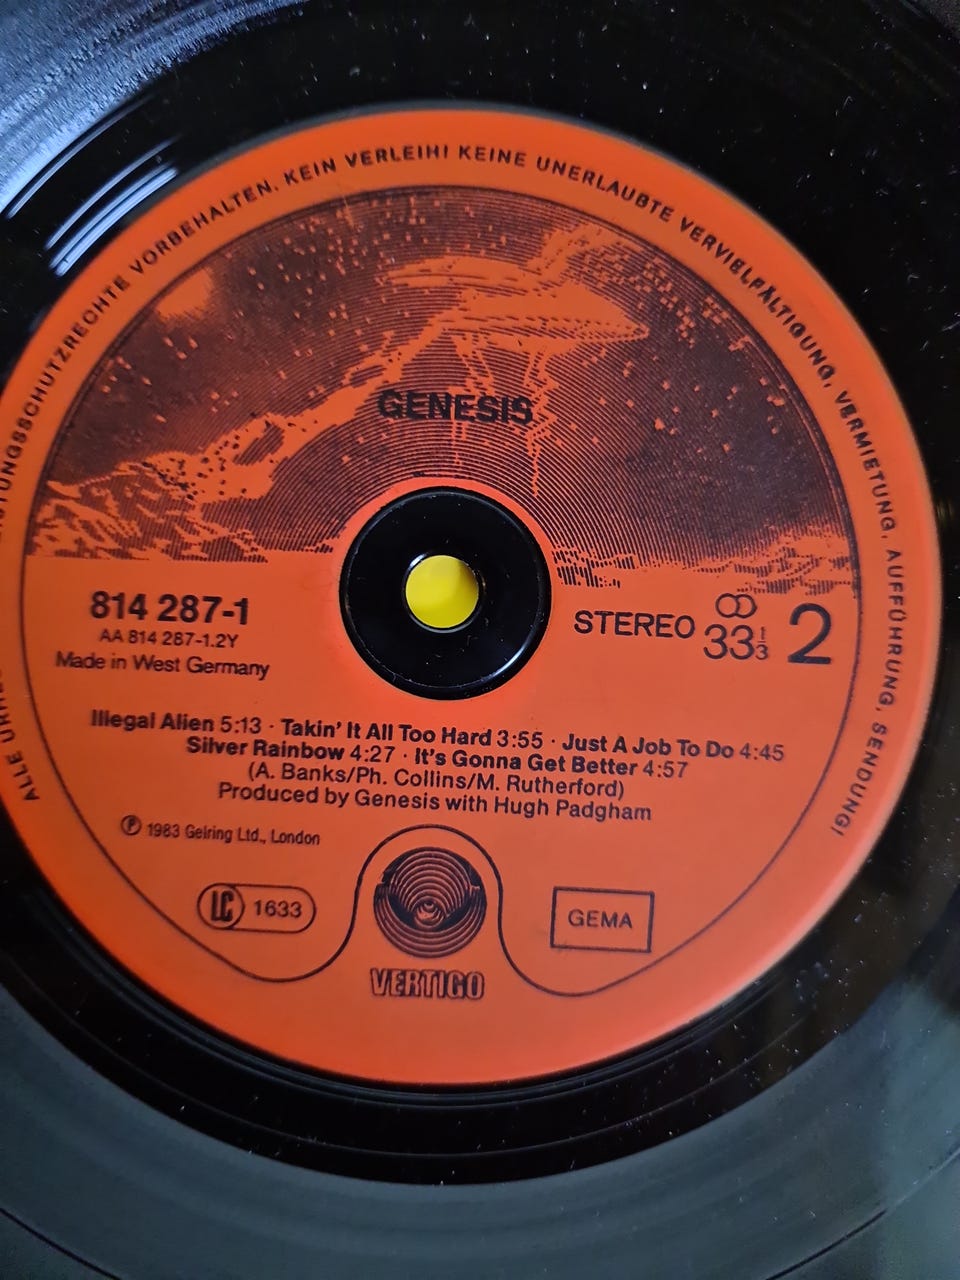 ALLE URHE
STUNGSSCHUTZRECHTE VORBEHALTEN. KEIN VERLEIH! KEINE UNERLAUBTE VERVIELFÄLTIGUNG, VERMIETUNG, AUFFÜHRUNG, SENDUNG!
GENESIS
814 287-1
AA 814 287-1.2Y
Made in West Germany
STEREO 33 1/3 2
Illegal Alien 5:13 · Takin' It All Too Hard 3:55 · Just A Job To Do 4:45
Silver Rainbow 4:27 · It's Gonna Get Better 4:57
(A. Banks/Ph. Collins/M. Rutherford)
Produced by Genesis with Hugh Padgham
℗ 1983 Gelring Ltd., London
LC 1633
GEMA
VERTIGO